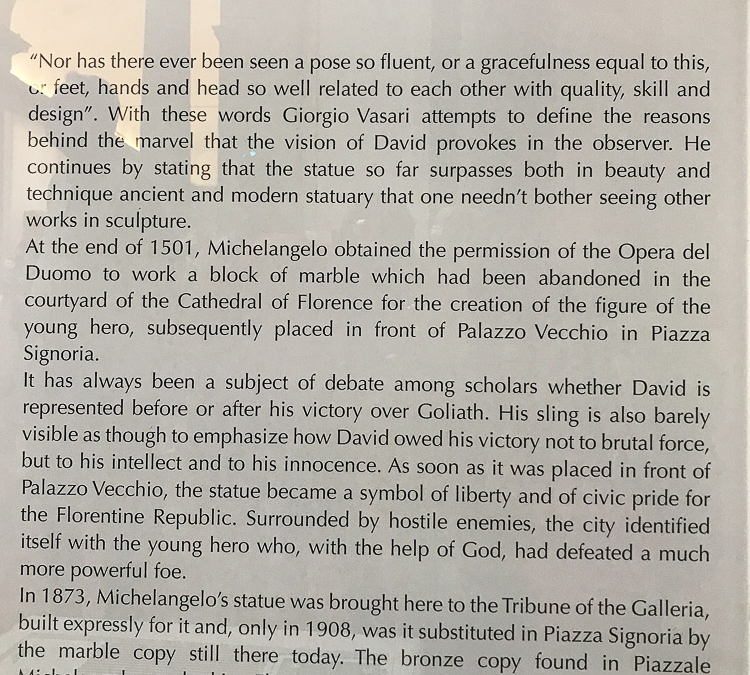 “Nor has there ever been seen a pose so fluent, or a gracefulness equal to this,
or feet, hands and head so well related to each other with quality, skill and
design”. With these words Giorgio Vasari attempts to define the reasons
behind the marvel that the vision of David provokes in the observer. He
continues by stating that the statue so far surpasses both in beauty and
technique ancient and modern statuary that one needn’t bother seeing other
works in sculpture.
At the end of 1501, Michelangelo obtained the permission of the Opera del
Duomo to work a block of marble which had been abandoned in the
courtyard of the Cathedral of Florence for the creation of the figure of the
young hero, subsequently placed in front of Palazzo Vecchio in Piazza
Signoria.
It has always been a subject of debate among scholars whether David is
represented before or after his victory over Goliath. His sling is also barely
visible as though to emphasize how David owed his victory not to brutal force,
but to his intellect and to his innocence. As soon as it was placed in front of
Palazzo Vecchio, the statue became a symbol of liberty and of civic pride for
the Florentine Republic. Surrounded by hostile enemies, the city identified
itself with the young hero who, with the help of God, had defeated a much
more powerful foe.
In 1873, Michelangelo’s statue was brought here to the Tribune of the Galleria,
built expressly for it and, only in 1908, was it substituted in Piazza Signoria by
the marble copy still there today. The bronze copy found in Piazzale